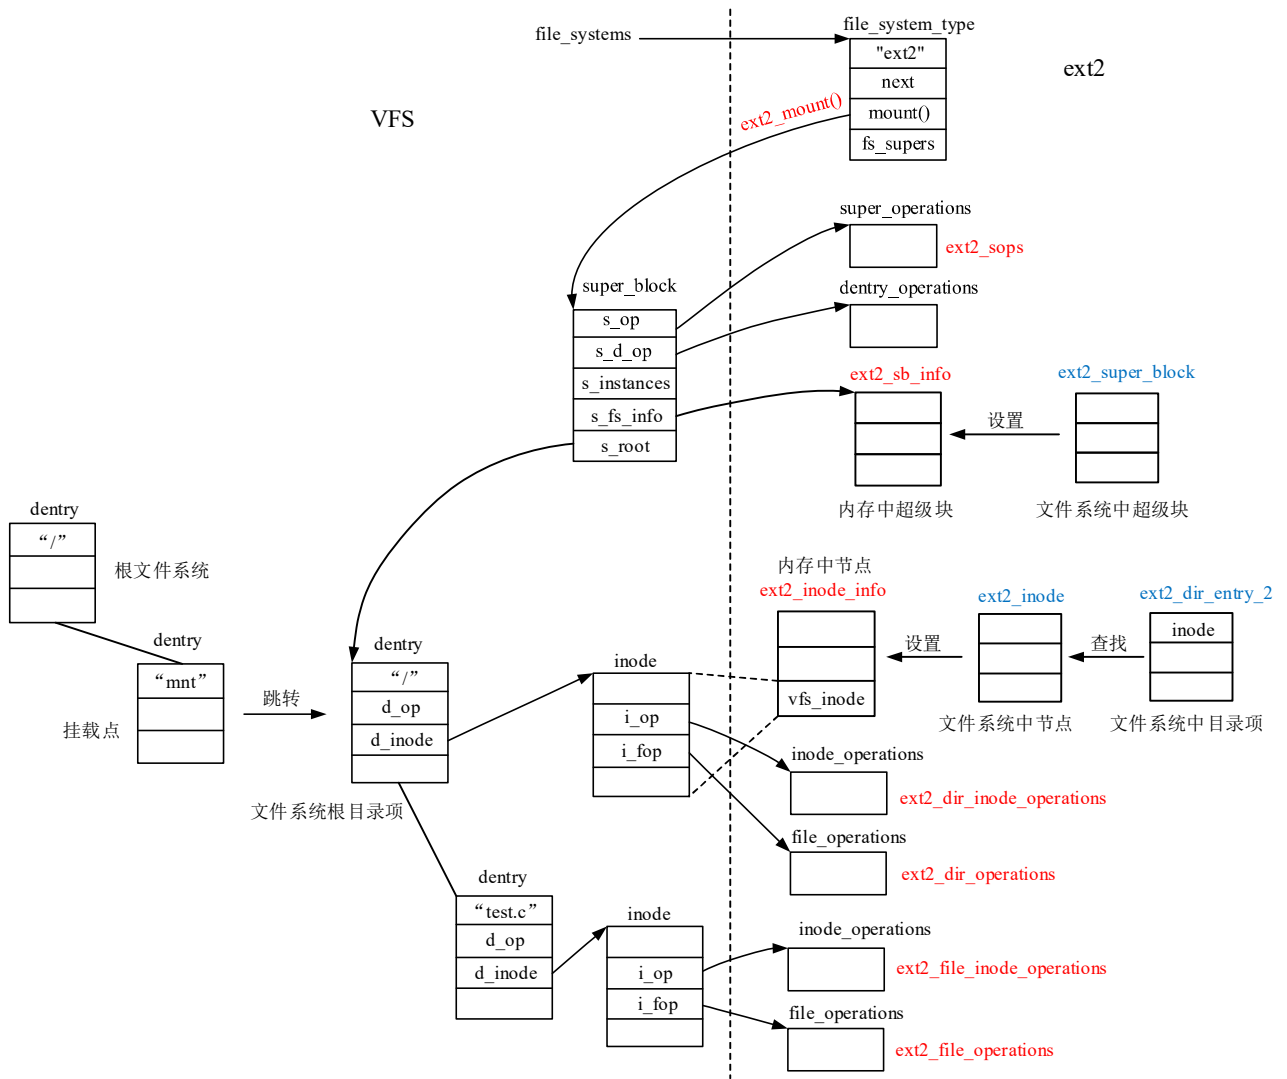 file_systems
file_system_type
"ext2"
next
mount()
fs_supers
ext2
VFS
ext2_mount()
super_operations
ext2_sops
dentry_operations
super_block
s_op
s_d_op
s_instances
s_fs_info
s_root
ext2_sb_info
内存中超级块
设置
ext2_super_block
文件系统中超级块
dentry
“/”
根文件系统
dentry
“mnt”
挂载点
跳转
dentry
“/”
d_op
d_inode
文件系统根目录项
inode
i_op
i_fop
内存中节点
ext2_inode_info
vfs_inode
设置
ext2_inode
文件系统中节点
查找
ext2_dir_entry_2
inode
文件系统中目录项
inode_operations
ext2_dir_inode_operations
file_operations
ext2_dir_operations
dentry
“test.c”
d_op
d_inode
inode
i_op
i_fop
inode_operations
ext2_file_inode_operations
file_operations
ext2_file_operations